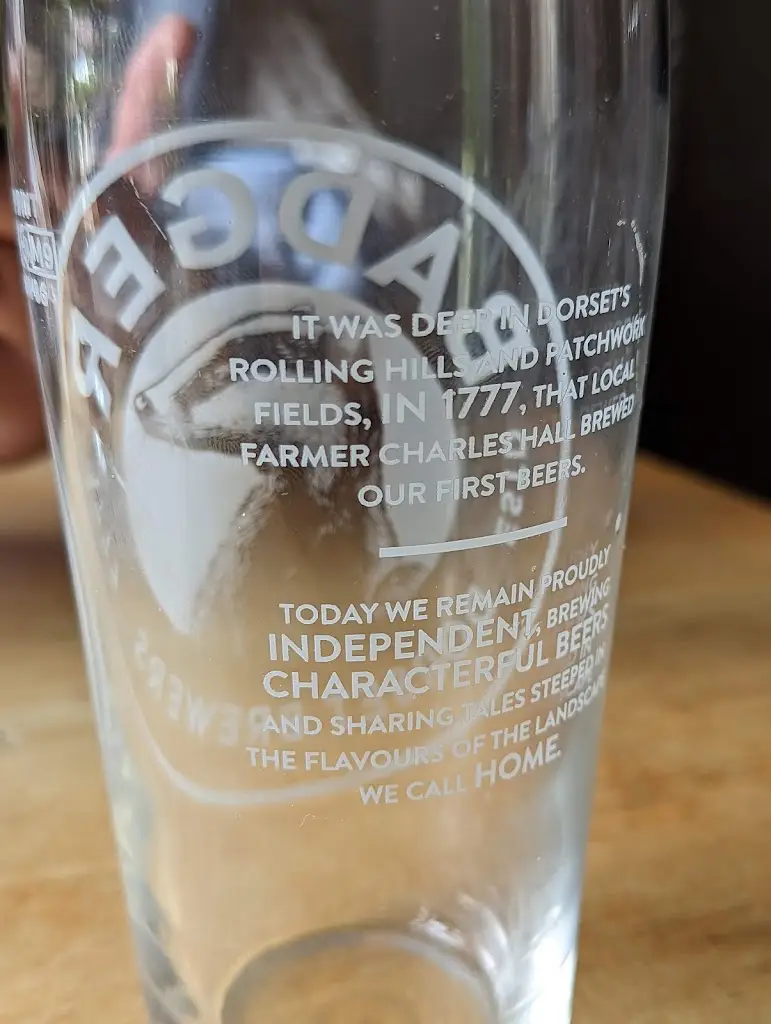 BADGER
IT WAS DEEP IN DORSET'S
ROLLING HILLS AND PATCHWORK
FIELDS, IN 1777, THAT LOCAL
FARMER CHARLES HALL BREWED
OUR FIRST BEERS.
TODAY WE REMAIN PROUDLY
INDEPENDENT, BREWING
CHARACTERFUL BEERS
AND SHARING TALES STEEPED IN
THE FLAVOURS OF THE LANDSCAPE
WE CALL HOME.
BREWERS